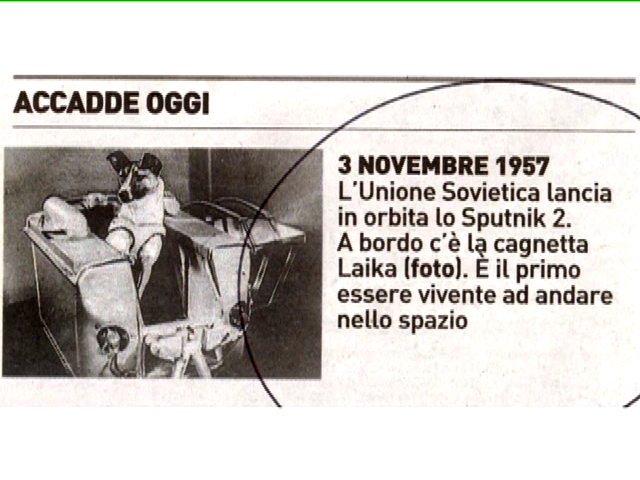 ACCADDE OGGI
3 NOVEMBRE 1957
L'Unione Sovietica lancia
in orbita lo Sputnik 2.
A bordo c'è la cagnetta
Laika (foto). È il primo
essere vivente ad andare
nello spazio